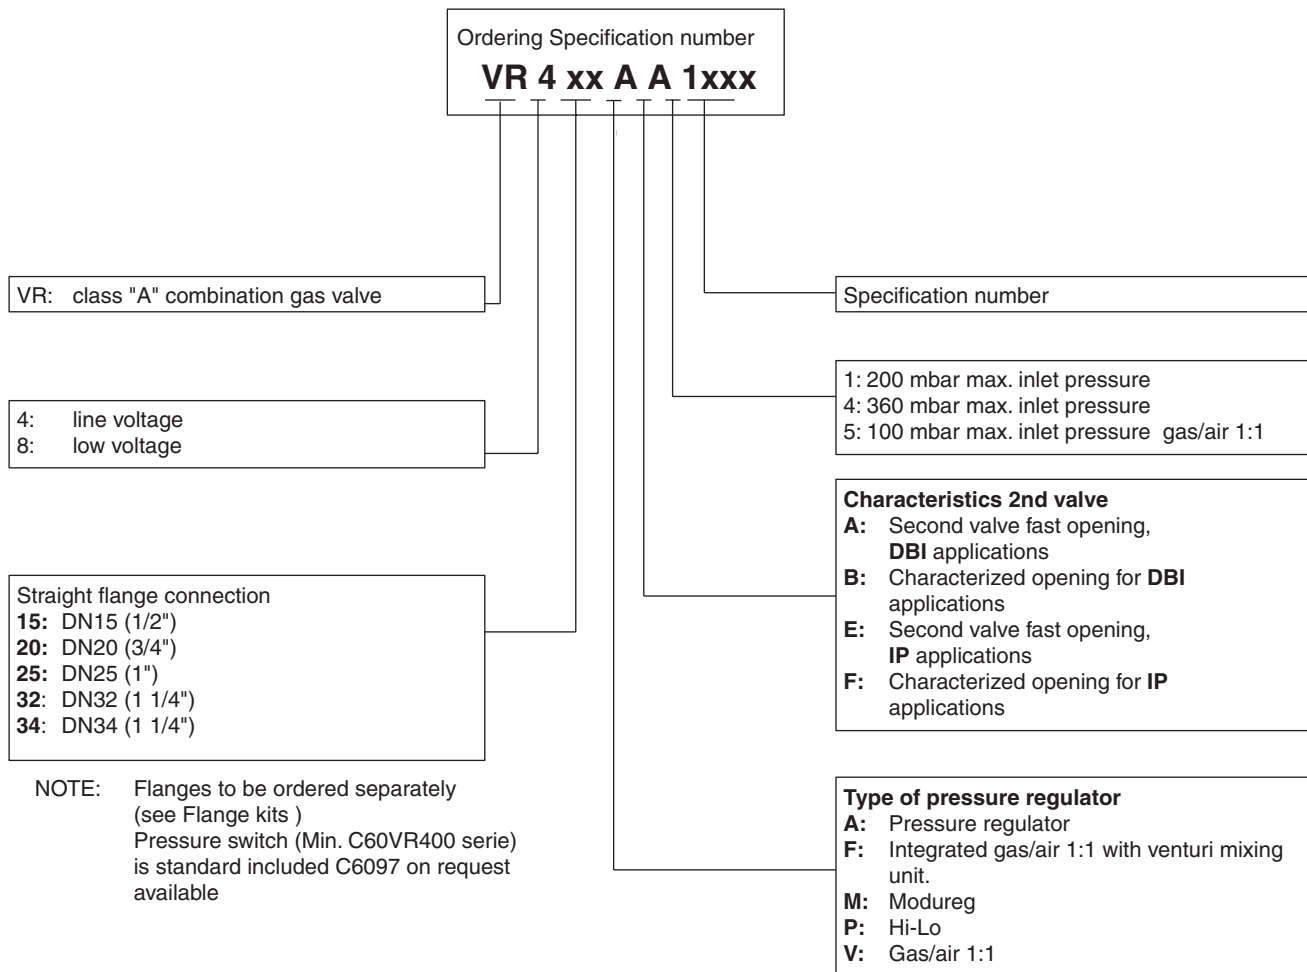 Ordering Specification number
VR 4 xx A A 1xxx
VR: class "A" combination gas valve
4: line voltage
8: low voltage
Straight flange connection
15: DN15 (1/2")
20: DN20 (3/4")
25: DN25 (1")
32: DN32 (1 1/4")
34: DN34 (1 1/4")
NOTE: Flanges to be ordered separately
(see Flange kits )
Pressure switch (Min. C60VR400 serie)
is standard included C6097 on request
available
Specification number
1: 200 mbar max. inlet pressure
4: 360 mbar max. inlet pressure
5: 100 mbar max. inlet pressure gas/air 1:1
Characteristics 2nd valve
A: Second valve fast opening,
DBI applications
B: Characterized opening for DBI
applications
E: Second valve fast opening,
IP applications
F: Characterized opening for IP
applications
Type of pressure regulator
A: Pressure regulator
F: Integrated gas/air 1:1 with venturi mixing
unit.
M: Modureg
P: Hi-Lo
V: Gas/air 1:1